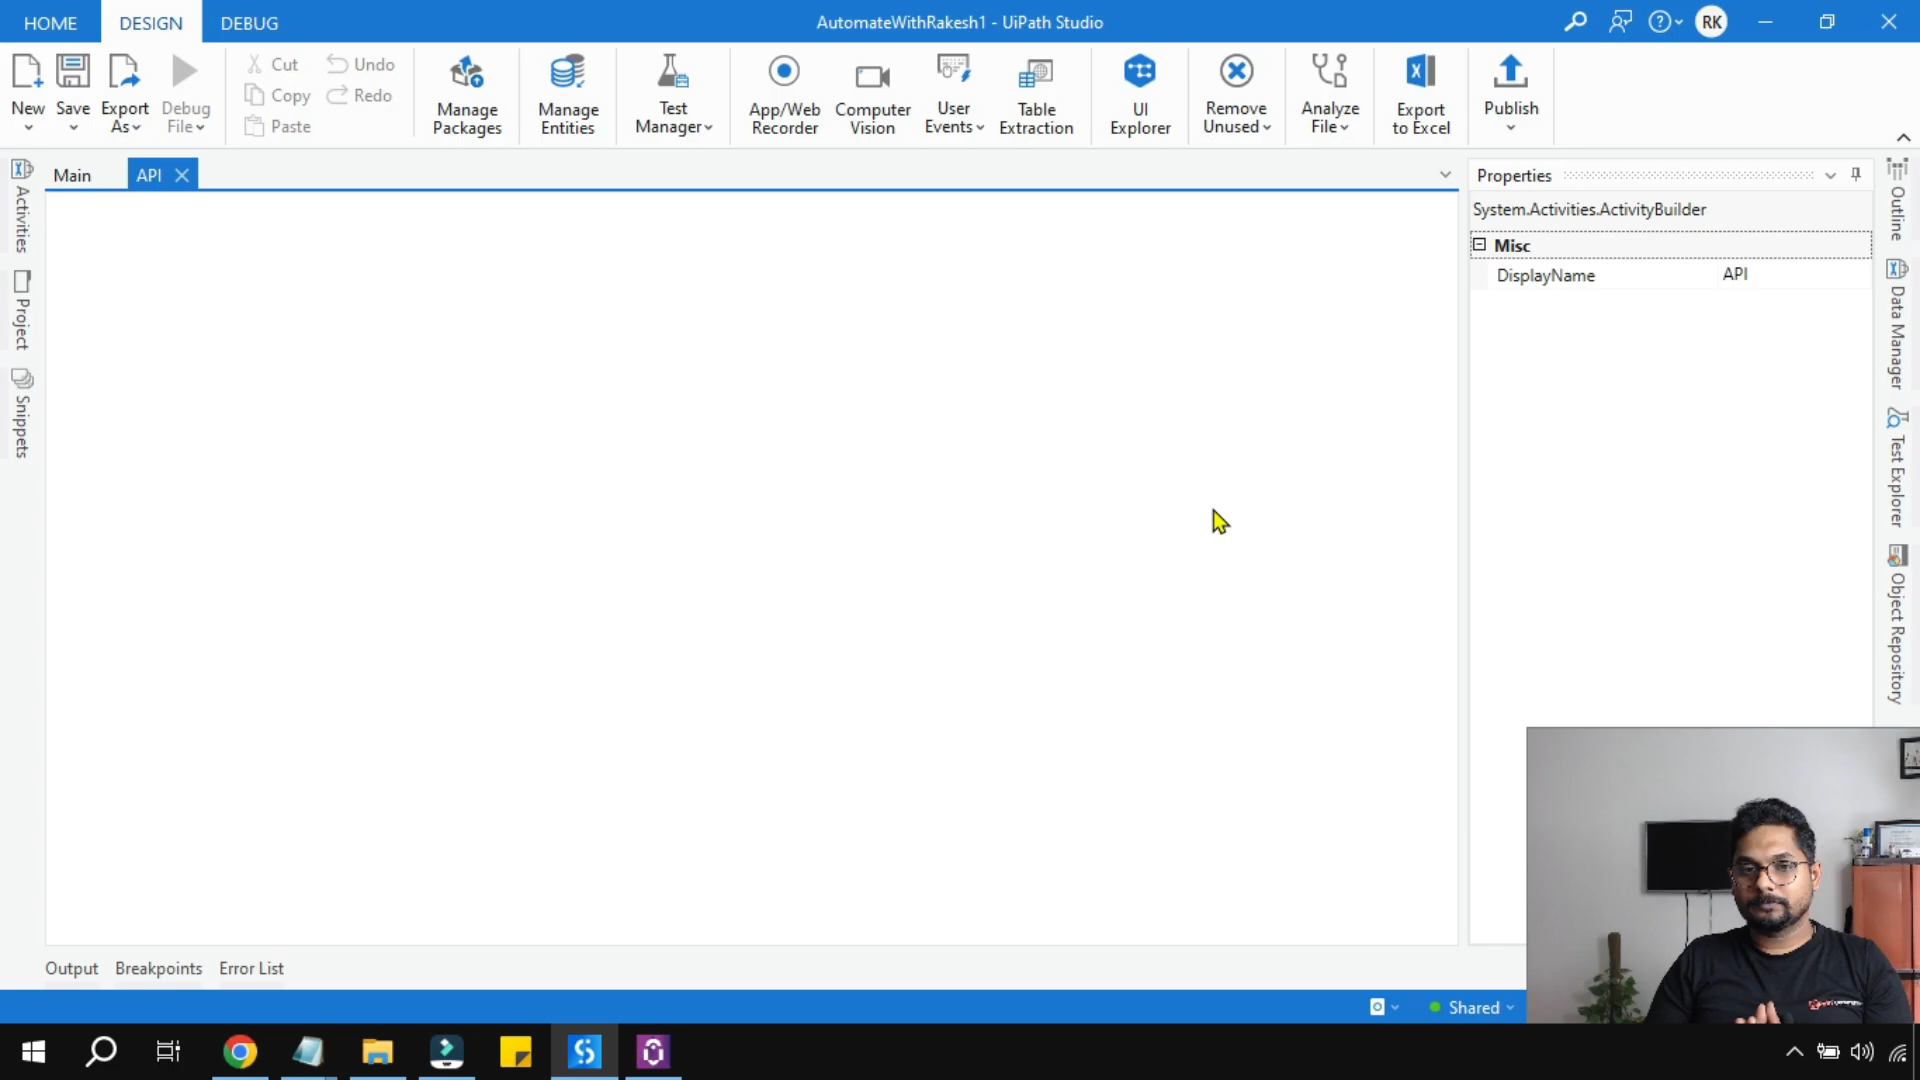 HOME
DESIGN
DEBUG
AutomateWithRakesh1 - UiPath Studio
RK
New
Save
Export
As
Debug
File
Cut
Copy
Paste
Undo
Redo
Manage
Packages
Manage
Entities
Test
Manager
App/Web
Recorder
Computer
Vision
User
Events
Table
Extraction
UI
Explorer
Remove
Unused
Analyze
File
Export
to Excel
Publish
Activities
Project
Snippets
Main
API
Properties
System.Activities.ActivityBuilder
Misc
DisplayName
API
Outline
Data Manager
Test Explorer
Object Repository
Output
Breakpoints
Error List
Shared